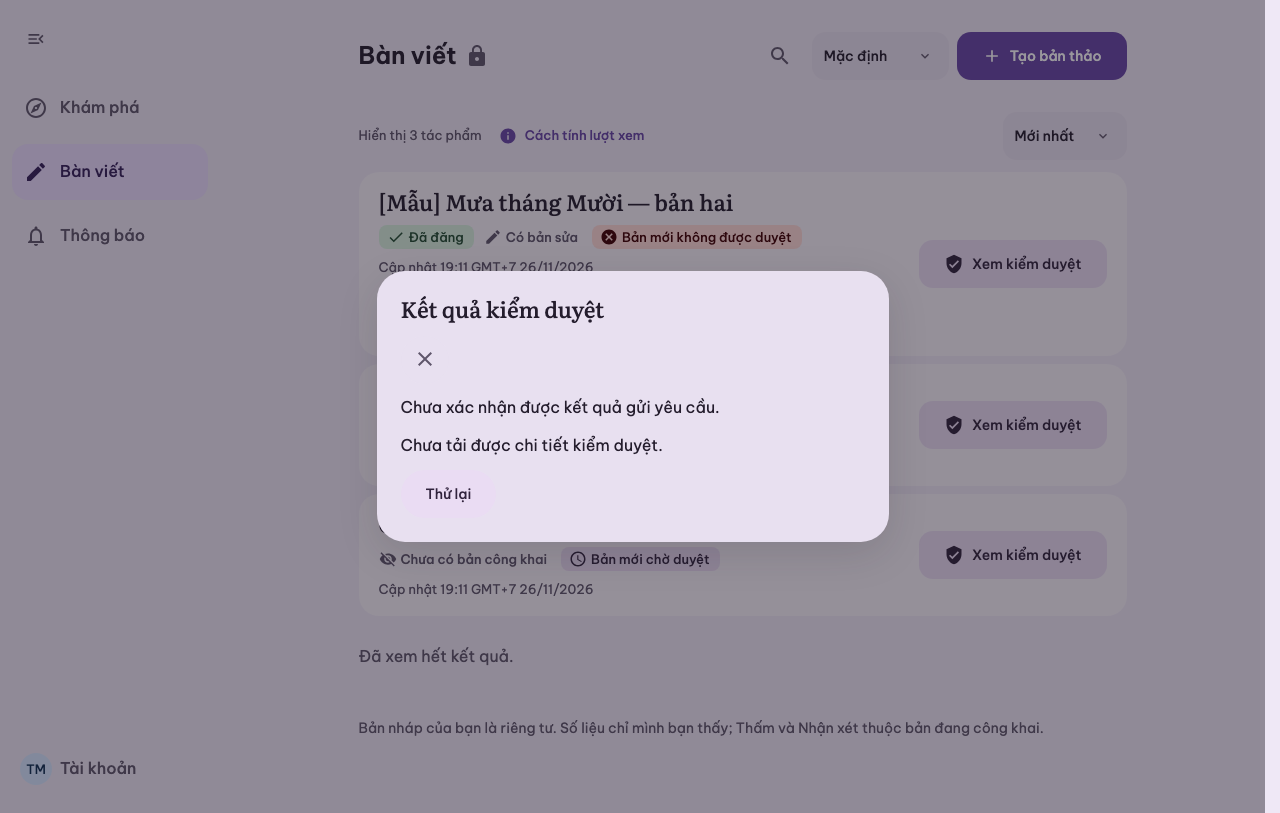 Bàn viết
Mặc định
Tạo bản thảo
Khám phá
Bàn viết
Thông báo
Hiển thị 3 tác phẩm
Cách tính lượt xem
Mới nhất
[Mẫu] Mưa tháng Mười — bản hai
Đã đăng
Có bản sửa
Bản mới không được duyệt
Cập nhật 19:11 GMT+7 26/11/2026
Xem kiểm duyệt
Kết quả kiểm duyệt
Chưa xác nhận được kết quả gửi yêu cầu.
Chưa tải được chi tiết kiểm duyệt.
Thử lại
Xem kiểm duyệt
Chưa có bản công khai
Bản mới chờ duyệt
Cập nhật 19:11 GMT+7 26/11/2026
Xem kiểm duyệt
Đã xem hết kết quả.
Bản nháp của bạn là riêng tư. Số liệu chỉ mình bạn thấy; Thấm và Nhận xét thuộc bản đang công khai.
TM
Tài khoản